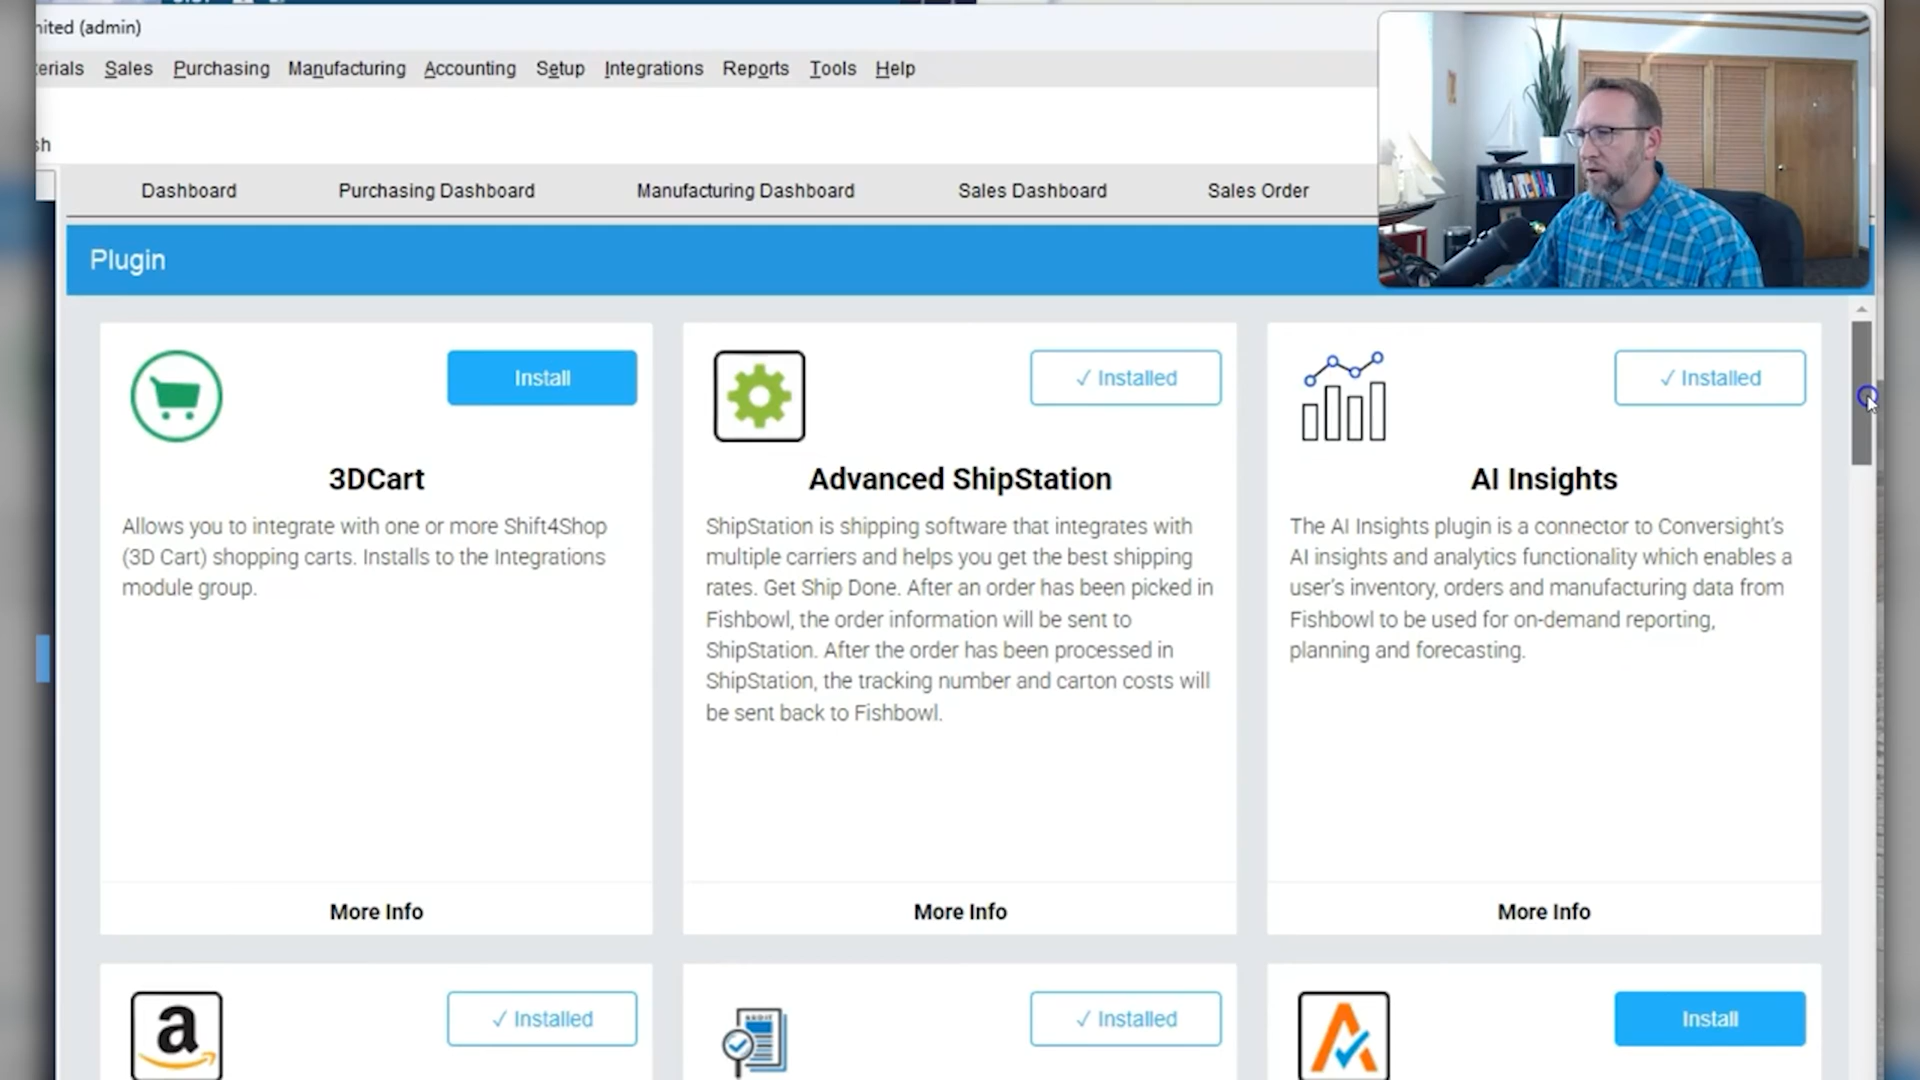 nited (admin)
erials Sales Purchasing Manufacturing Accounting Setup Integrations Reports Tools Help
sh
Dashboard Purchasing Dashboard Manufacturing Dashboard Sales Dashboard Sales Order
Plugin
Install
3DCart
Allows you to integrate with one or more Shift4Shop
(3D Cart) shopping carts. Installs to the Integrations
module group.
More Info
✓ Installed
Advanced ShipStation
ShipStation is shipping software that integrates with
multiple carriers and helps you get the best shipping
rates. Get Ship Done. After an order has been picked in
Fishbowl, the order information will be sent to
ShipStation. After the order has been processed in
ShipStation, the tracking number and carton costs will
be sent back to Fishbowl.
More Info
✓ Installed
AI Insights
The AI Insights plugin is a connector to Conversight's
AI insights and analytics functionality which enables a
user's inventory, orders and manufacturing data from
Fishbowl to be used for on-demand reporting,
planning and forecasting.
More Info
a
✓ Installed
AUDIT
✓ Installed
Install